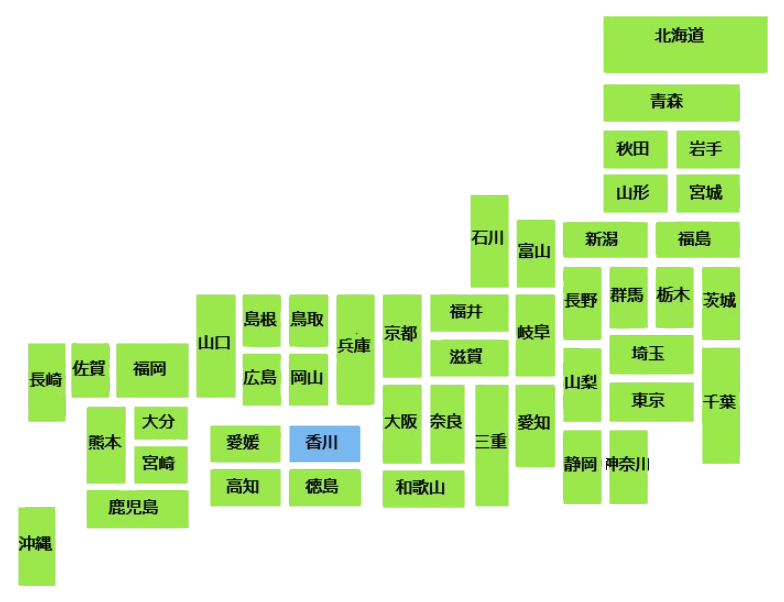 北海道
青森
秋田
岩手
山形
宮城
石川
富山
新潟
福島
山口
島根
鳥取
兵庫
京都
福井
岐阜
長野
群馬
栃木
茨城
長崎
佐賀
福岡
広島
岡山
滋賀
山梨
埼玉
東京
千葉
熊本
大分
宮崎
愛媛
香川
大阪
奈良
三重
愛知
静岡
神奈川
鹿児島
高知
徳島
和歌山
沖縄